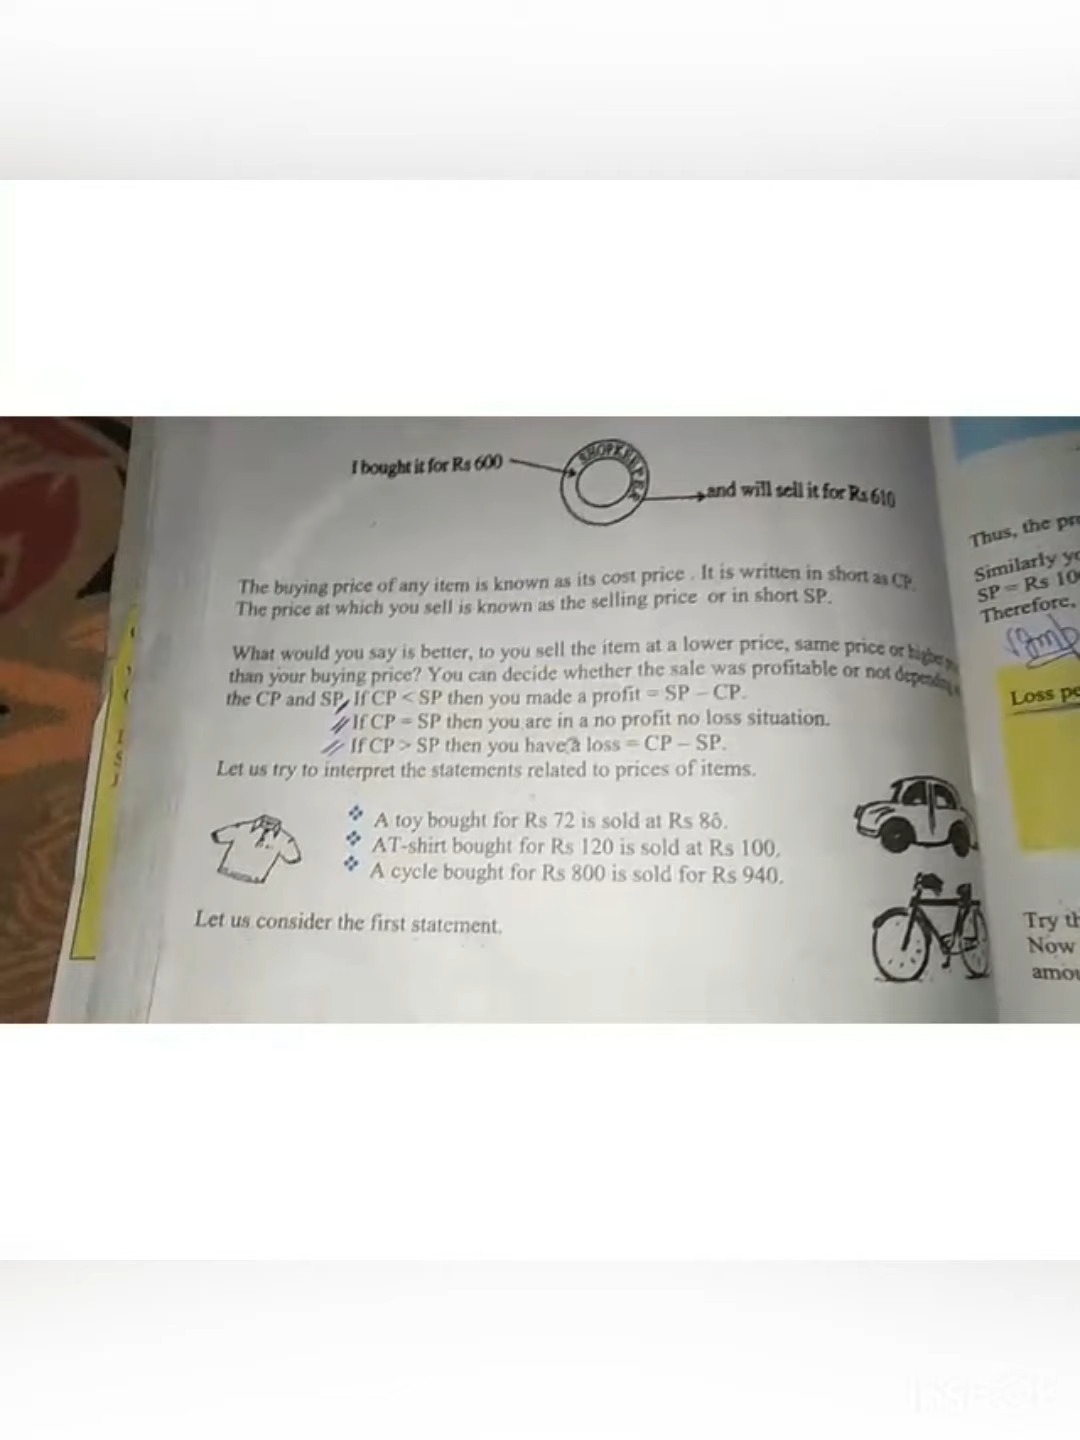 I bought it for Rs 600
SHOPKEEPER
and will sell it for Rs 610
The buying price of any item is known as its cost price . It is written in short as CP.
The price at which you sell is known as the selling price or in short SP.
What would you say is better, to you sell the item at a lower price, same price or higher
than your buying price? You can decide whether the sale was profitable or not depending
the CP and SP. If CP < SP then you made a profit = SP – CP.
If CP = SP then you are in a no profit no loss situation.
If CP > SP then you have a loss = CP – SP.
Let us try to interpret the statements related to prices of items.
❖ A toy bought for Rs 72 is sold at Rs 80.
❖ AT-shirt bought for Rs 120 is sold at Rs 100.
❖ A cycle bought for Rs 800 is sold for Rs 940.
Let us consider the first statement.
Thus, the
Similarly
SP = Rs
Therefore,
Loss
Try
Now